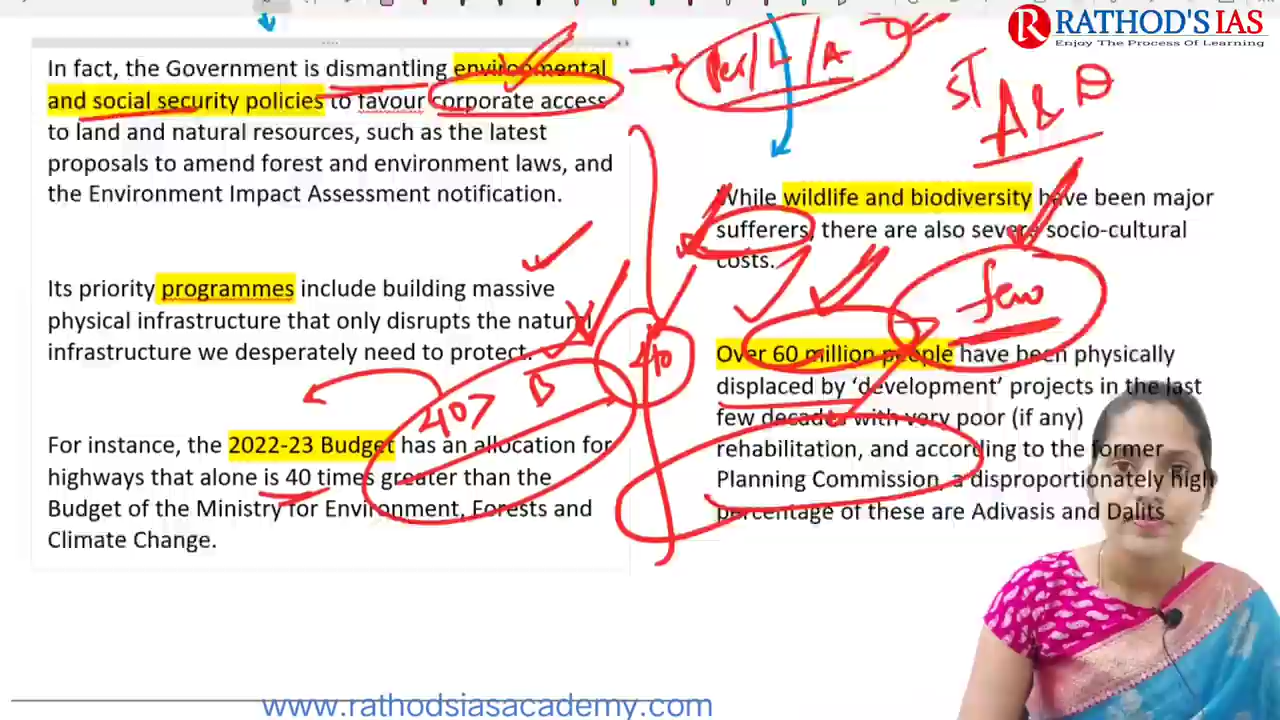 RATHOD'S IAS
Enjoy The Process Of Learning
In fact, the Government is dismantling environmental
and social security policies to favour corporate access
to land and natural resources, such as the latest
proposals to amend forest and environment laws, and
the Environment Impact Assessment notification.
Its priority programmes include building massive
physical infrastructure that only disrupts the natural
infrastructure we desperately need to protect.
For instance, the 2022-23 Budget has an allocation for
highways that alone is 40 times greater than the
Budget of the Ministry for Environment, Forests and
Climate Change.
40> B
40
ST
A & D
While wildlife and biodiversity have been major
sufferers, there are also severe socio-cultural
costs.
few
Over 60 million people have been physically
displaced by ‘development’ projects in the last
few decades with very poor (if any)
rehabilitation, and according to the former
Planning Commission, a disproportionately high
percentage of these are Adivasis and Dalits
www.rathodsiasacademy.com